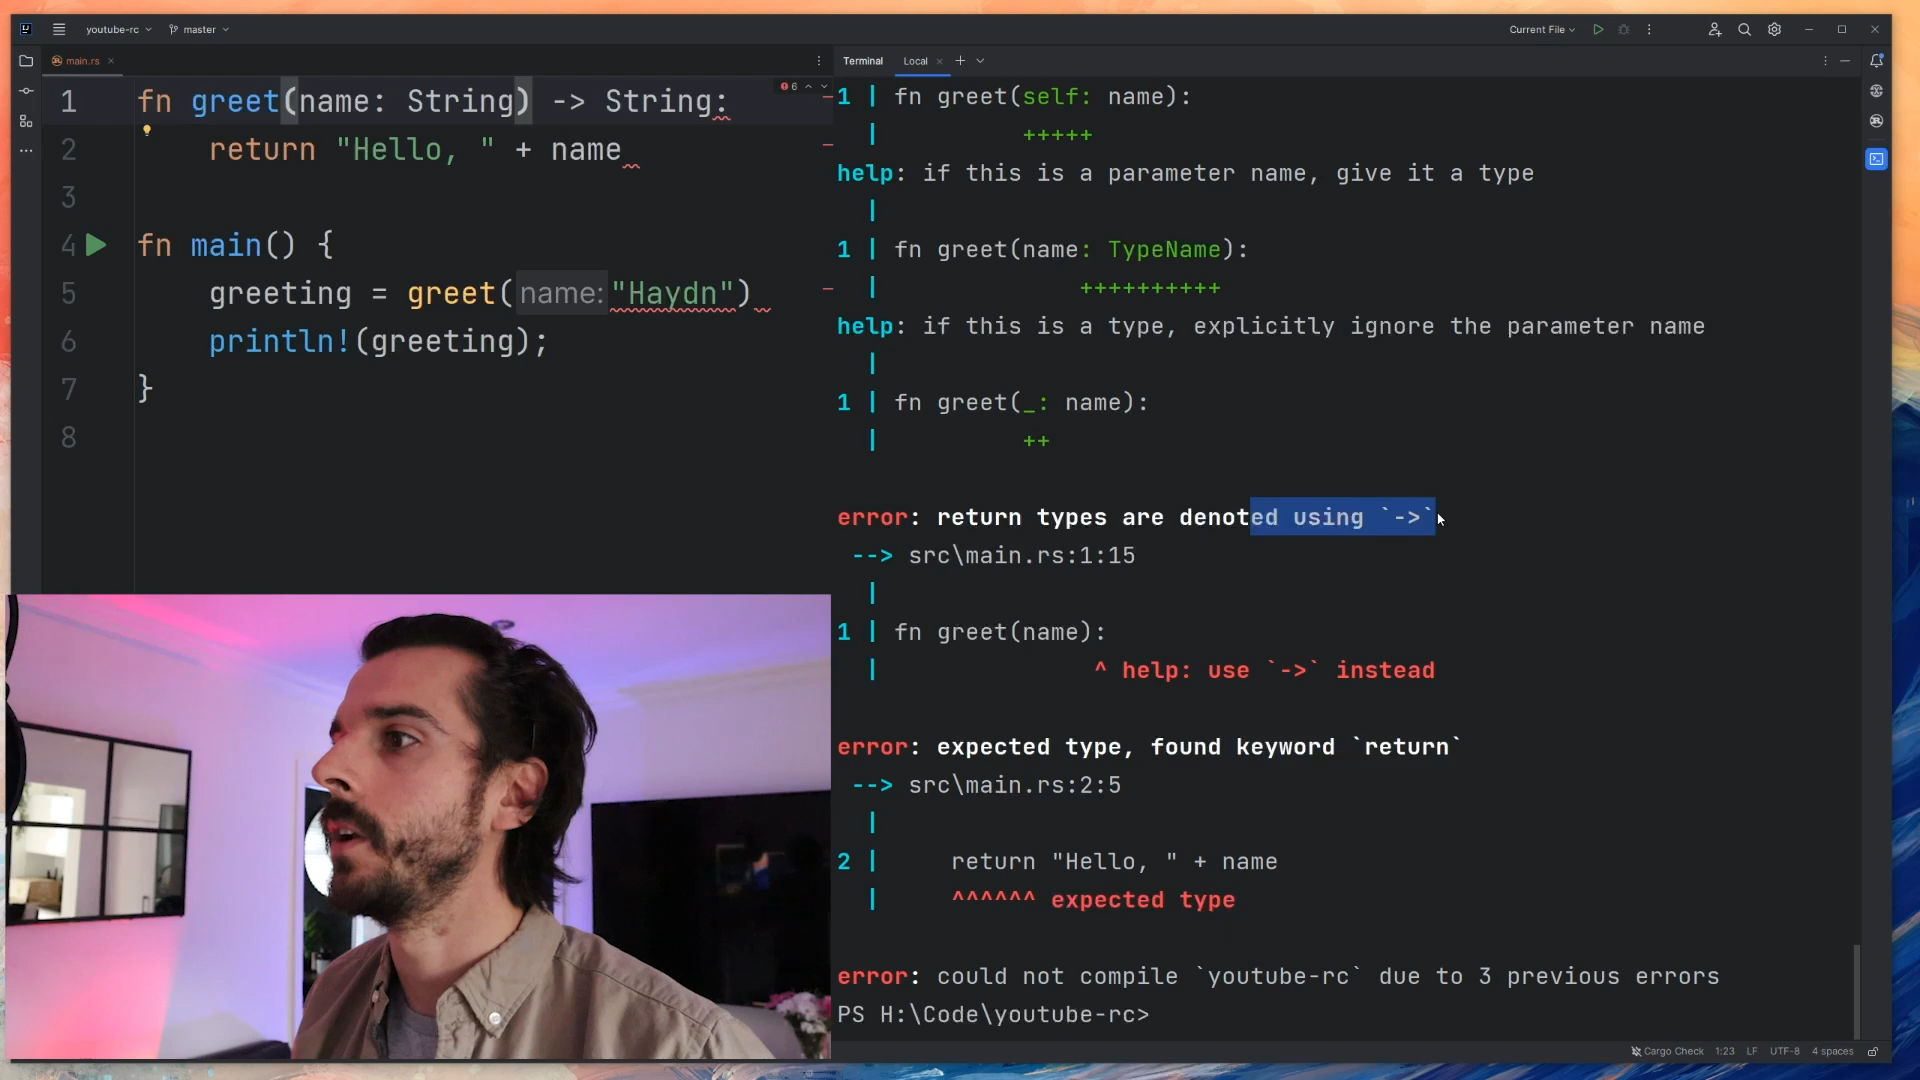 youtube-rc
master
Current File
main.rs
6
1 fn greet(name: String) -> String:
2 return "Hello, " + name
3
4 fn main() {
5 greeting = greet(name: "Haydn")
6 println!(greeting);
7 }
8
Terminal
Local
1 | fn greet(self: name):
| +++++
help: if this is a parameter name, give it a type
|
1 | fn greet(name: TypeName):
| ++++++++++
help: if this is a type, explicitly ignore the parameter name
|
1 | fn greet(_: name):
| ++
error: return types are denoted using `->`
--> src\main.rs:1:15
|
1 | fn greet(name):
| ^ help: use `->` instead
error: expected type, found keyword `return`
--> src\main.rs:2:5
|
2 | return "Hello, " + name
| ^^^^^^ expected type
error: could not compile `youtube-rc` due to 3 previous errors
PS H:\Code\youtube-rc>
Cargo Check 1:23 LF UTF-8 4 spaces